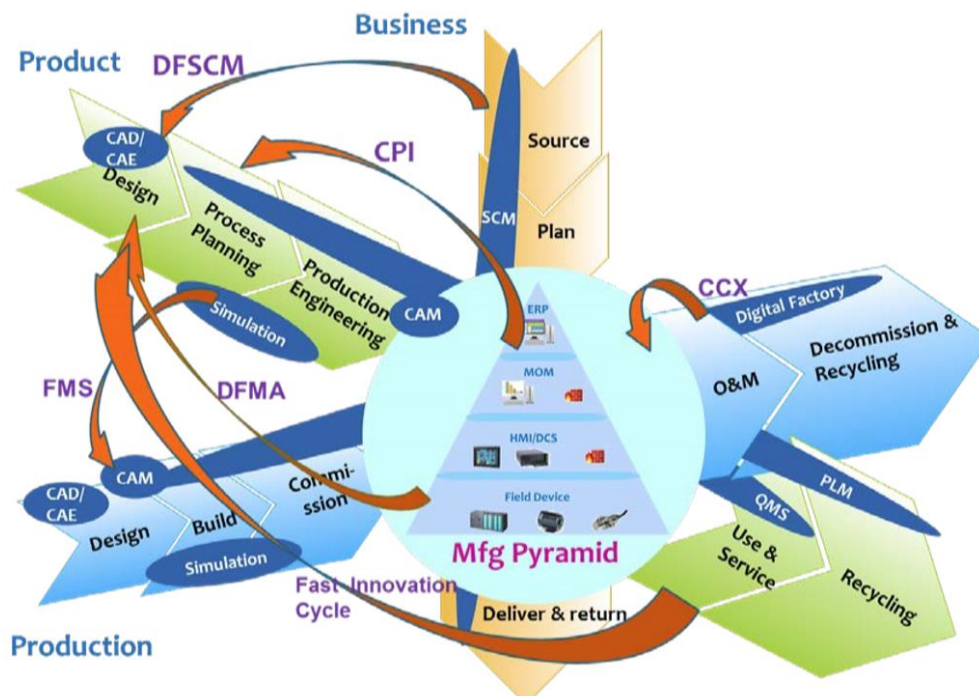 Business
Product
DFSCM
CAD/
CAE
Design
Source
CPI
Process
Planning
SCM
Plan
Production
Engineering
Simulation
CAM
CCX
Digital Factory
Decommission &
Recycling
O&M
ERP
MOM
HMI/DCS
Field Device
Mfg Pyramid
FMS
DFMA
CAM
CAD/
CAE
Design
Build
Commi-
ssion
Simulation
PLM
QMS
Use &
Service
Recycling
Fast Innovation
Cycle
Deliver & return
Production